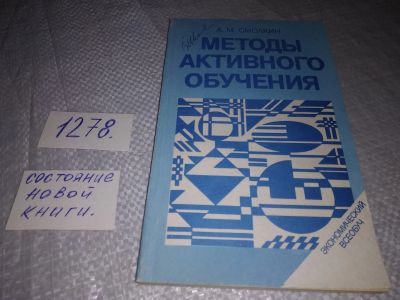 А. М. СМОЛКИН
МЕТОДЫ
АКТИВНОГО
ОБУЧЕНИЯ
ЭКОНОМИЧЕСКИЙ
ВСЕОБУЧ
1278.
СОСТОЯНИЕ
НОВОЙ
КНИГИ.